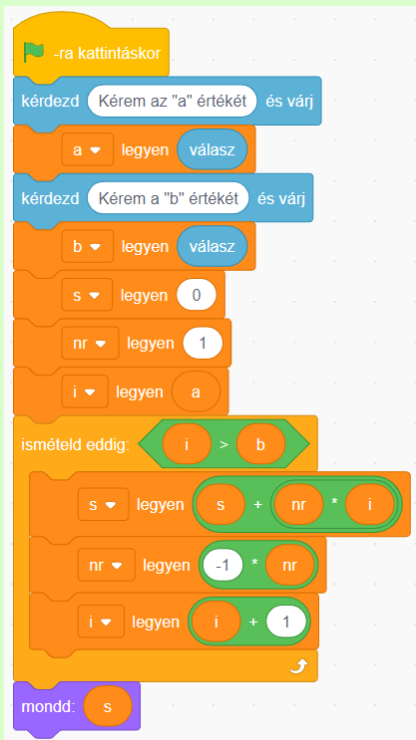 -ra kattintáskor
kérdezd Kérem az "a" értékét és várj
a legyen válasz
kérdezd Kérem a "b" értékét és várj
b legyen válasz
s legyen 0
nr legyen 1
i legyen a
ismételd eddig: i > b
s legyen s + nr * i
nr legyen -1 * nr
i legyen i + 1
mondd: s